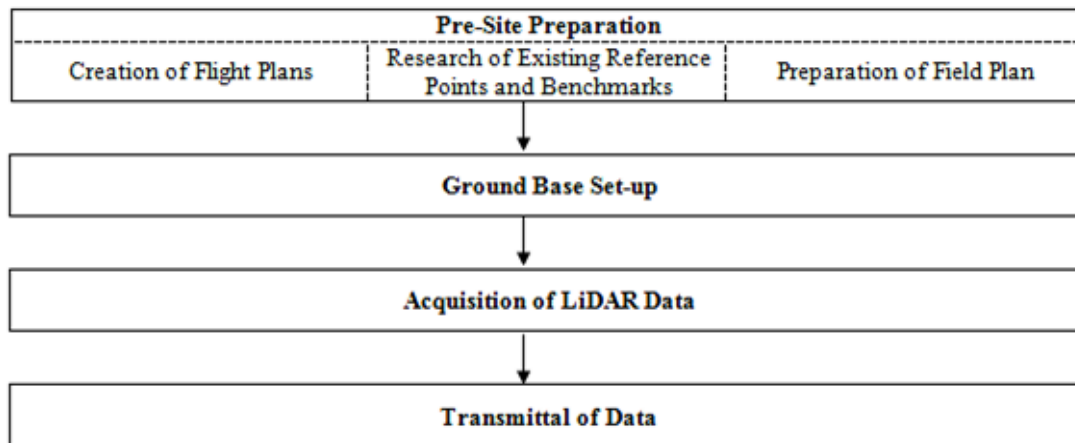 Pre-Site Preparation
Creation of Flight Plans
Research of Existing Reference
Points and Benchmarks
Preparation of Field Plan
Ground Base Set-up
Acquisition of LiDAR Data
Transmittal of Data